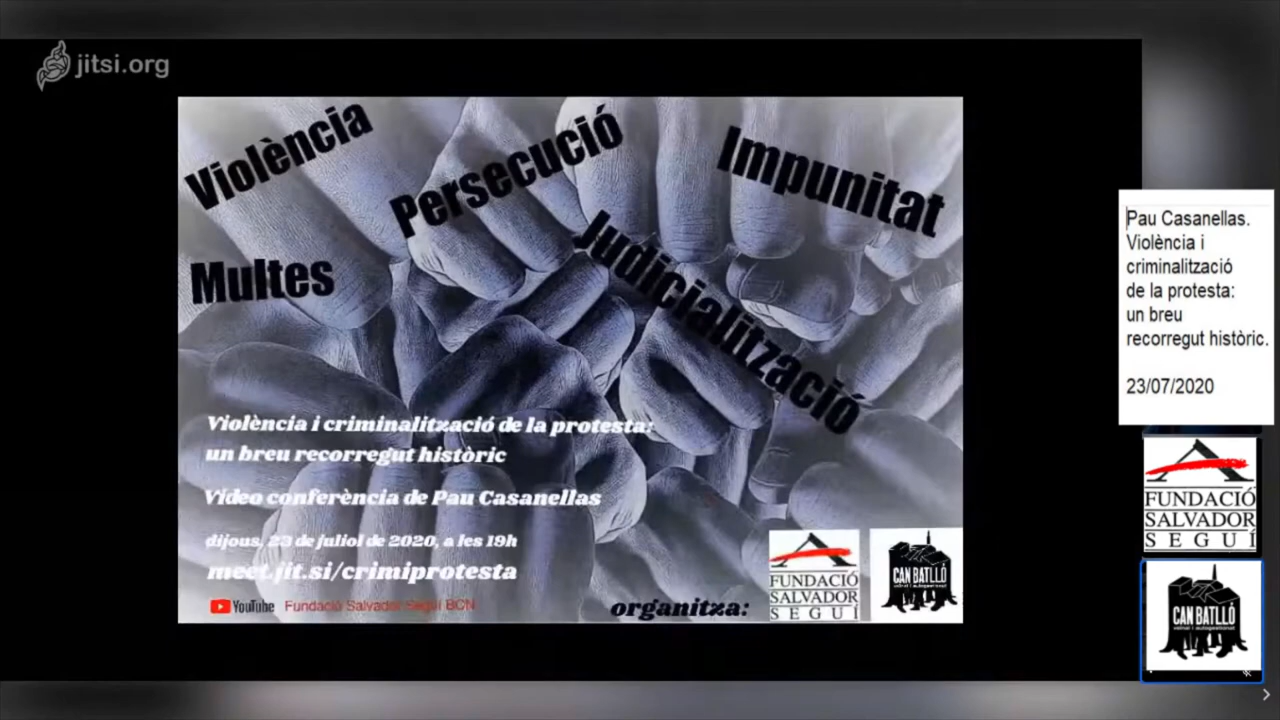 jitsi.org
Violència
Persecució
Impunitat
Multes
Judicialització
Violència i criminalització de la protesta:
un breu recorregut històric
Vídeo conferència de Pau Casanellas
dijous, 23 de juliol de 2020, a les 19h
meet.jit.si/crimiprotesta
YouTube Fundació Salvador Seguí BCN
organitza:
FUNDACIÓ
SALVADOR
SEGUÍ
CAN BATLLÓ
Pau Casanellas.
Violència i
criminalització
de la protesta:
un breu
recorregut històric.
23/07/2020
FUNDACIÓ
SALVADOR
SEGUÍ
CAN BATLLÓ
veïnal i autogestionat